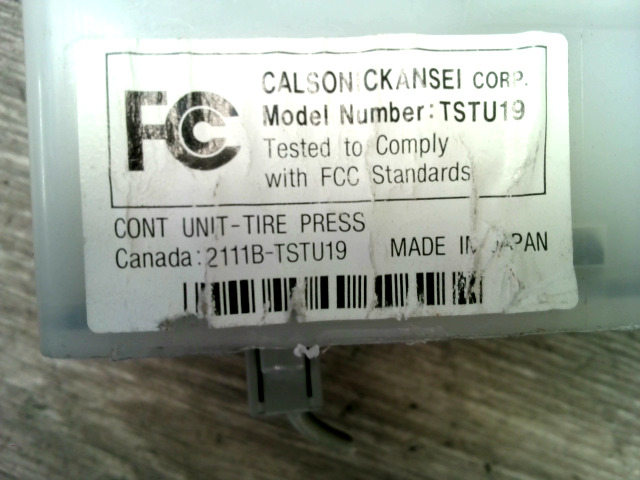 FC
CALSONICKANSEI CORP.
Model Number: TSTU19
Tested to Comply
with FCC Standards
CONT UNIT-TIRE PRESS
Canada: 2111B-TSTU19 MADE IN JAPAN